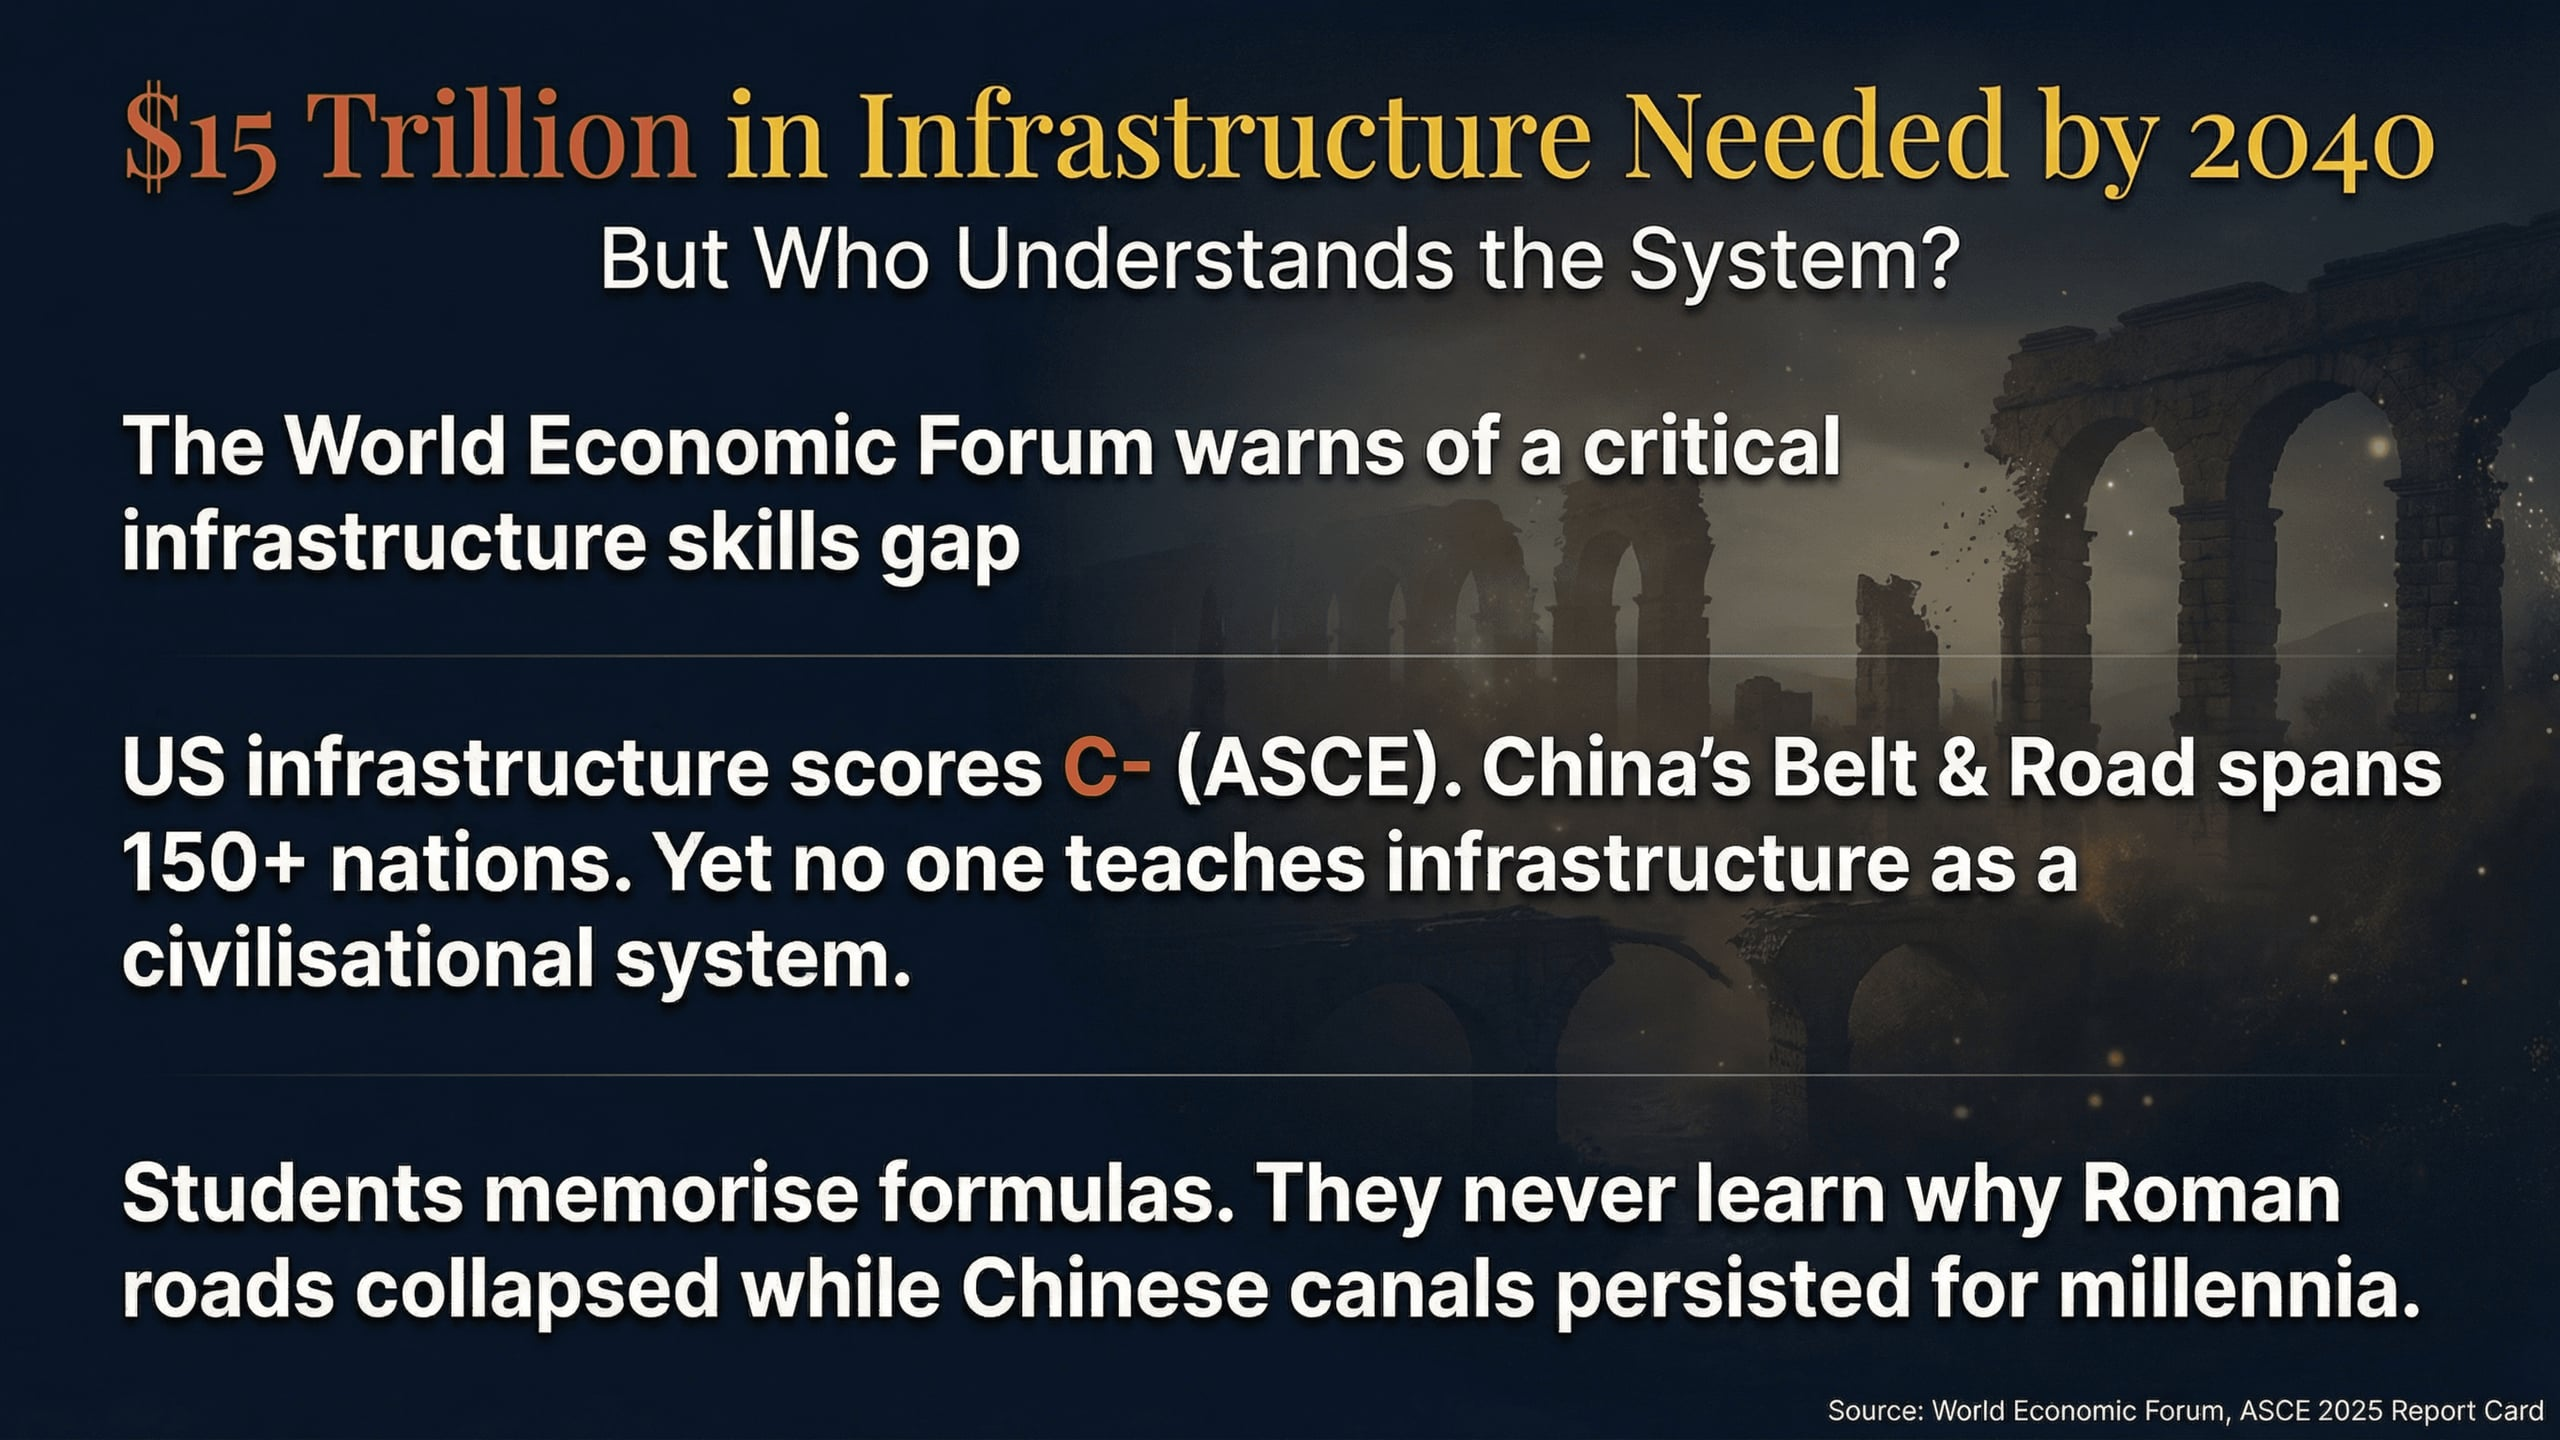 $15 Trillion in Infrastructure Needed by 2040
But Who Understands the System?
The World Economic Forum warns of a critical
infrastructure skills gap
US infrastructure scores C- (ASCE). China’s Belt & Road spans
150+ nations. Yet no one teaches infrastructure as a
civilisational system.
Students memorise formulas. They never learn why Roman
roads collapsed while Chinese canals persisted for millennia.
Source: World Economic Forum, ASCE 2025 Report Card